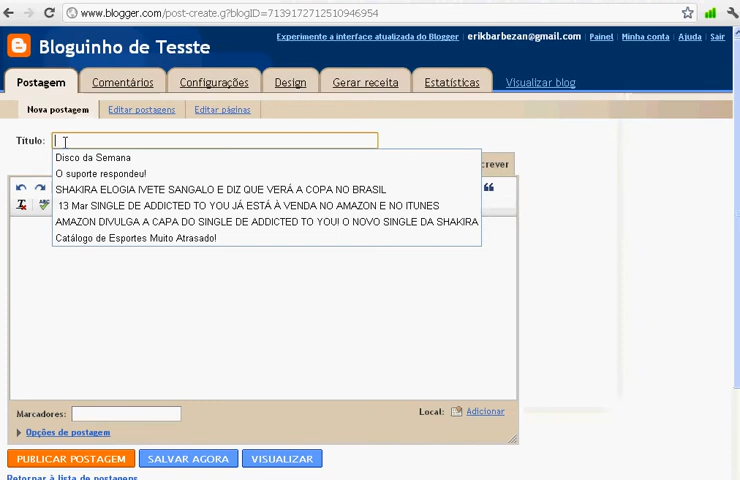 www.blogger.com/post-create.g?blogID=7139172712510946954
Bloguinho de Tesste
Experimente a interface atualizada do Blogger erikbarbezan@gmail.com Painel Minha conta Ajuda Sair
Postagem Comentários Configurações Design Gerar receita Estatísticas Visualizar blog
Nova postagem Editar postagens Editar páginas
Título:
Disco da Semana
crever
O suporte respondeu!
SHAKIRA ELOGIA IVETE SANGALO E DIZ QUE VERÁ A COPA NO BRASIL
13 Mar SINGLE DE ADDICTED TO YOU JÁ ESTÁ À VENDA NO AMAZON E NO ITUNES
AMAZON DIVULGA A CAPA DO SINGLE DE ADDICTED TO YOU! O NOVO SINGLE DA SHAKIRA
Catálogo de Esportes Muito Atrasado!
Marcadores: Local: Adicionar
Opções de postagem
PUBLICAR POSTAGEM SALVAR AGORA VISUALIZAR
Retornar à lista de postagens